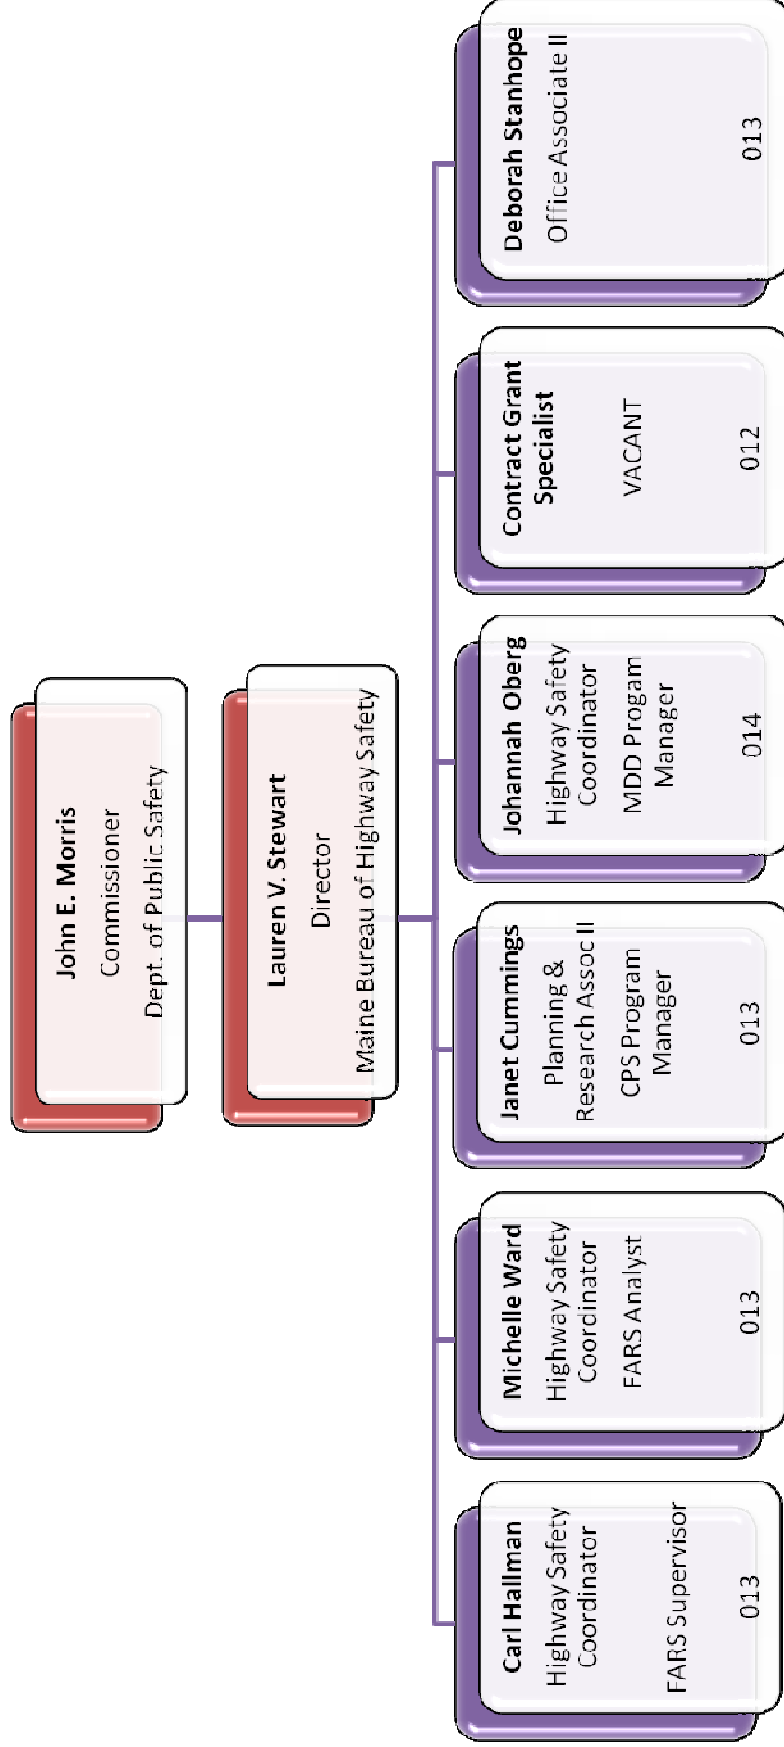 John E. Morris
Commissioner
Dept. of Public Safety
Lauren V. Stewart
Director
Maine Bureau of Highway Safety
Carl Hallman
Highway Safety
Coordinator
FARS Supervisor
013
Michelle Ward
Highway Safety
Coordinator
FARS Analyst
013
Janet Cummings
Planning &
Research Assoc II
CPS Program
Manager
013
Johannah Oberg
Highway Safety
Coordinator
MDD Progam
Manager
014
Contract Grant
Specialist
VACANT
012
Deborah Stanhope
Office Associate II
013